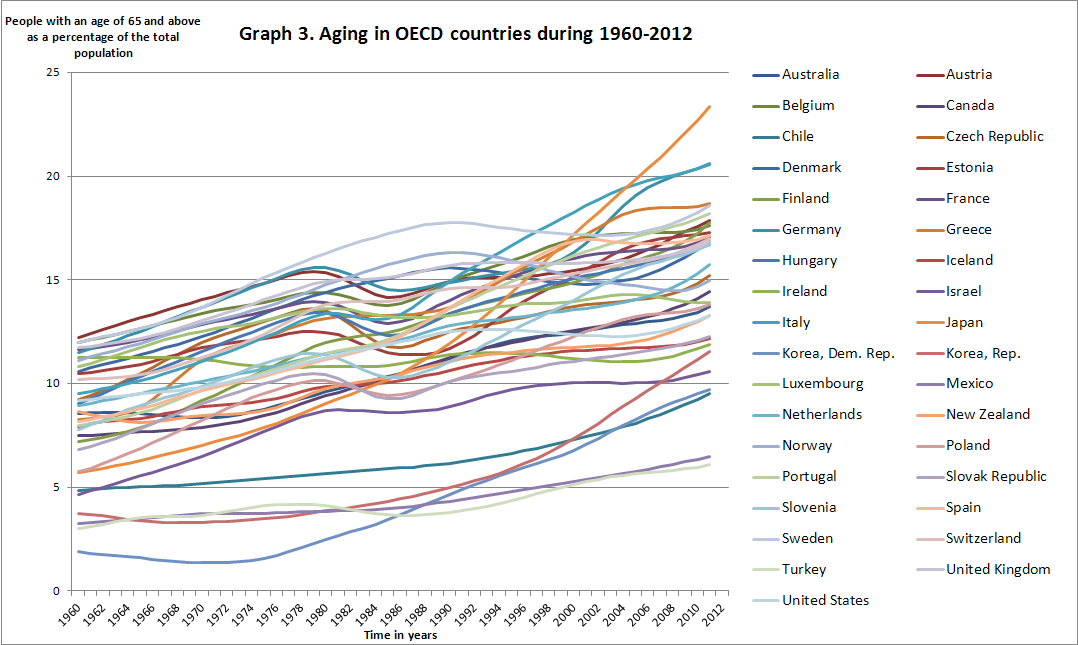 People with an age of 65 and above
as a percentage of the total
population
Graph 3. Aging in OECD countries during 1960-2012
25
20
15
10
5
0
1960 1962 1964 1966 1968 1970 1972 1974 1976 1978 1980 1982 1984 1986 1988 1990 1992 1994 1996 1998 2000 2002 2004 2006 2008 2010 2012
Time in years
Australia Austria
Belgium Canada
Chile Czech Republic
Denmark Estonia
Finland France
Germany Greece
Hungary Iceland
Ireland Israel
Italy Japan
Korea, Dem. Rep. Korea, Rep.
Luxembourg Mexico
Netherlands New Zealand
Norway Poland
Portugal Slovak Republic
Slovenia Spain
Sweden Switzerland
Turkey United Kingdom
United States